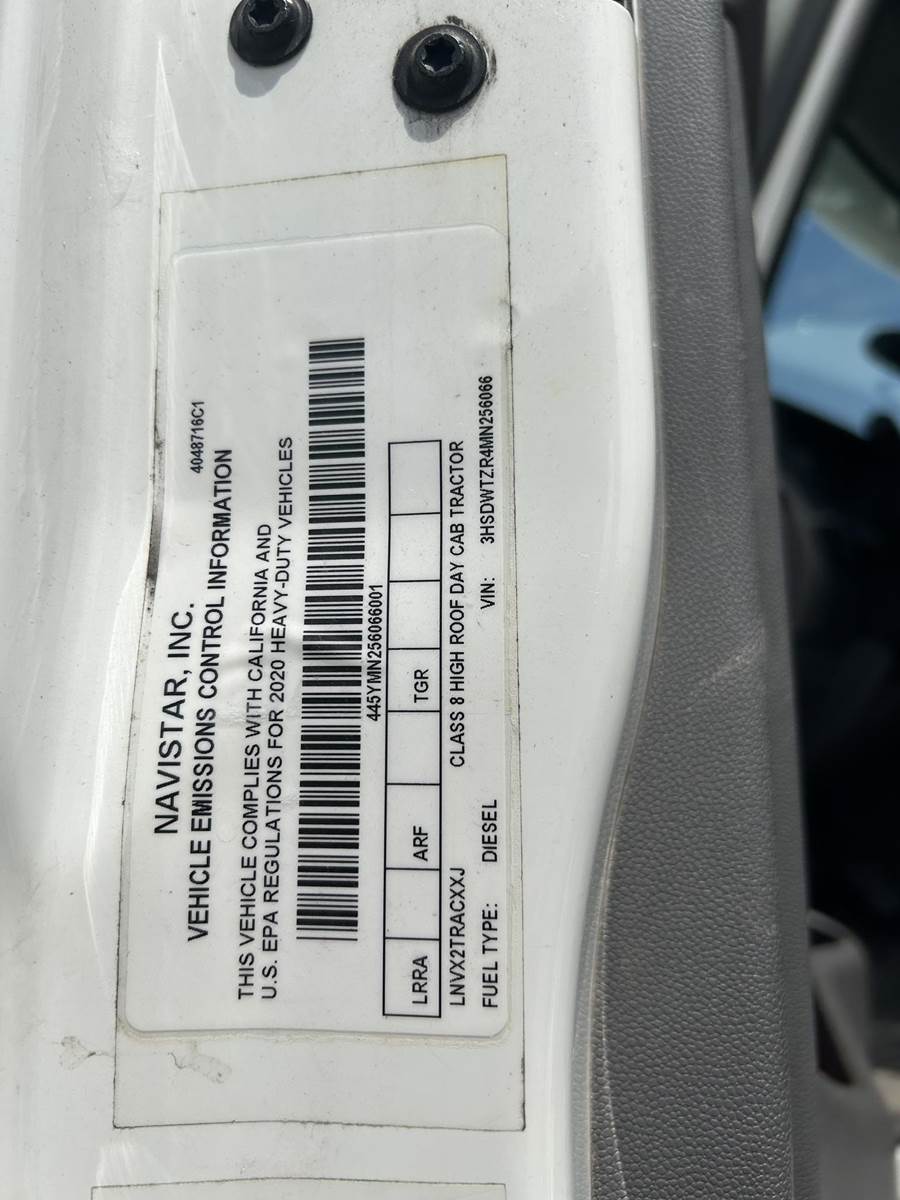 4048716C1
NAVISTAR, INC.
VEHICLE EMISSIONS CONTROL INFORMATION
THIS VEHICLE COMPLIES WITH CALIFORNIA AND
U.S. EPA REGULATIONS FOR 2020 HEAVY-DUTY VEHICLES
445YMN256066001
LRRA ARF TGR
LNVX2TRACXXJ CLASS 8 HIGH ROOF DAY CAB TRACTOR
FUEL TYPE: DIESEL VIN: 3HSDWTZR4MN256066